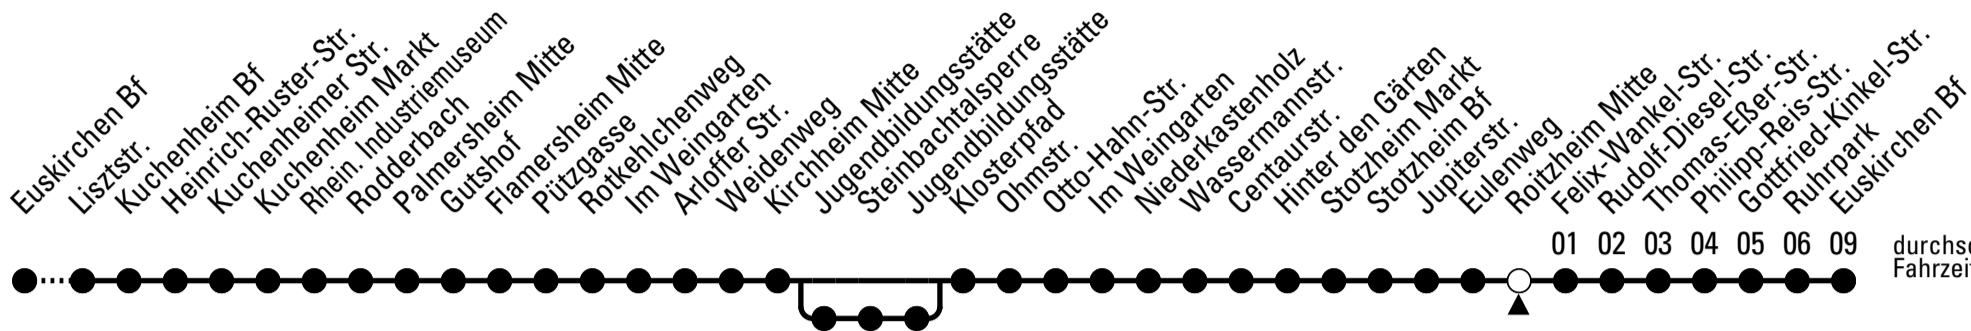 Euskirchen Bf
Lisztstr.
Kuchenheim Bf
Heinrich-Ruster-Str.
Kuchenheimer Str.
Kuchenheim Markt
Rhein. Industriemuseum
Rodderbach
Palmersheim Mitte
Gutshof
Flamersheim Mitte
Pützgasse
Rotkehlchenweg
Im Weingarten
Arloffer Str.
Weidenweg
Kirchheim Mitte
Jugendbildungsstätte
Steinbachtalsperre
Jugendbildungsstätte
Klosterpfad
Ohmstr.
Otto-Hahn-Str.
Im Weingarten
Niederkastenholz
Wassermannstr.
Centaurstr.
Hinter den Gärten
Stotzheim Markt
Stotzheim Bf
Jupiterstr.
Eulenweg
Roitzheim Mitte
Felix-Wankel-Str.
Rudolf-Diesel-Str.
Thomas-Eßer-Str.
Philipp-Reis-Str.
Gottfried-Kinkel-Str.
Ruhrpark
Euskirchen Bf
01 02 03 04 05 06 09